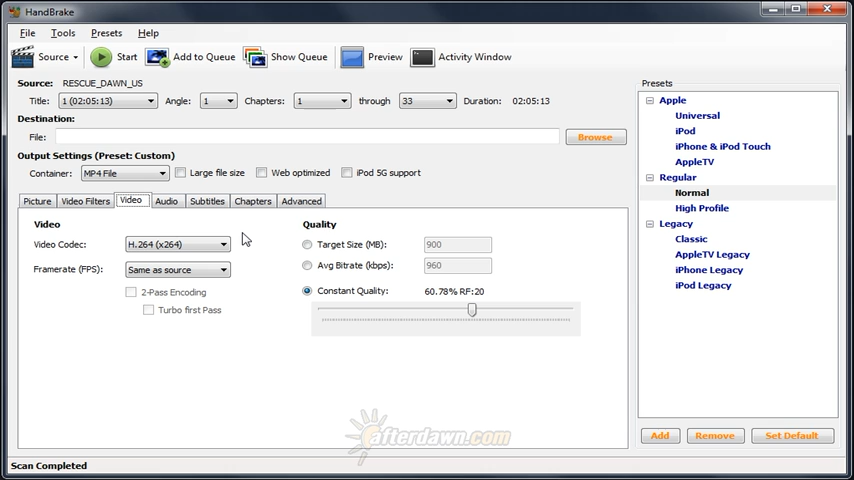 HandBrake
File Tools Presets Help
Source Start Add to Queue Show Queue Preview Activity Window
Source: RESCUE_DAWN_US
Title: 1 (02:05:13) Angle: 1 Chapters: 1 through 33 Duration: 02:05:13
Destination:
File: Browse
Output Settings (Preset: Custom)
Container: MP4 File Large file size Web optimized iPod 5G support
Picture Video Filters Video Audio Subtitles Chapters Advanced
Video
Video Codec: H.264 (x264)
Framerate (FPS): Same as source
2-Pass Encoding
Turbo first Pass
Quality
Target Size (MB): 900
Avg Bitrate (kbps): 960
Constant Quality: 60.78% RF:20
Presets
Apple
Universal
iPod
iPhone & iPod Touch
AppleTV
Regular
Normal
High Profile
Legacy
Classic
AppleTV Legacy
iPhone Legacy
iPod Legacy
Add Remove Set Default
afterdawn.com
Scan Completed